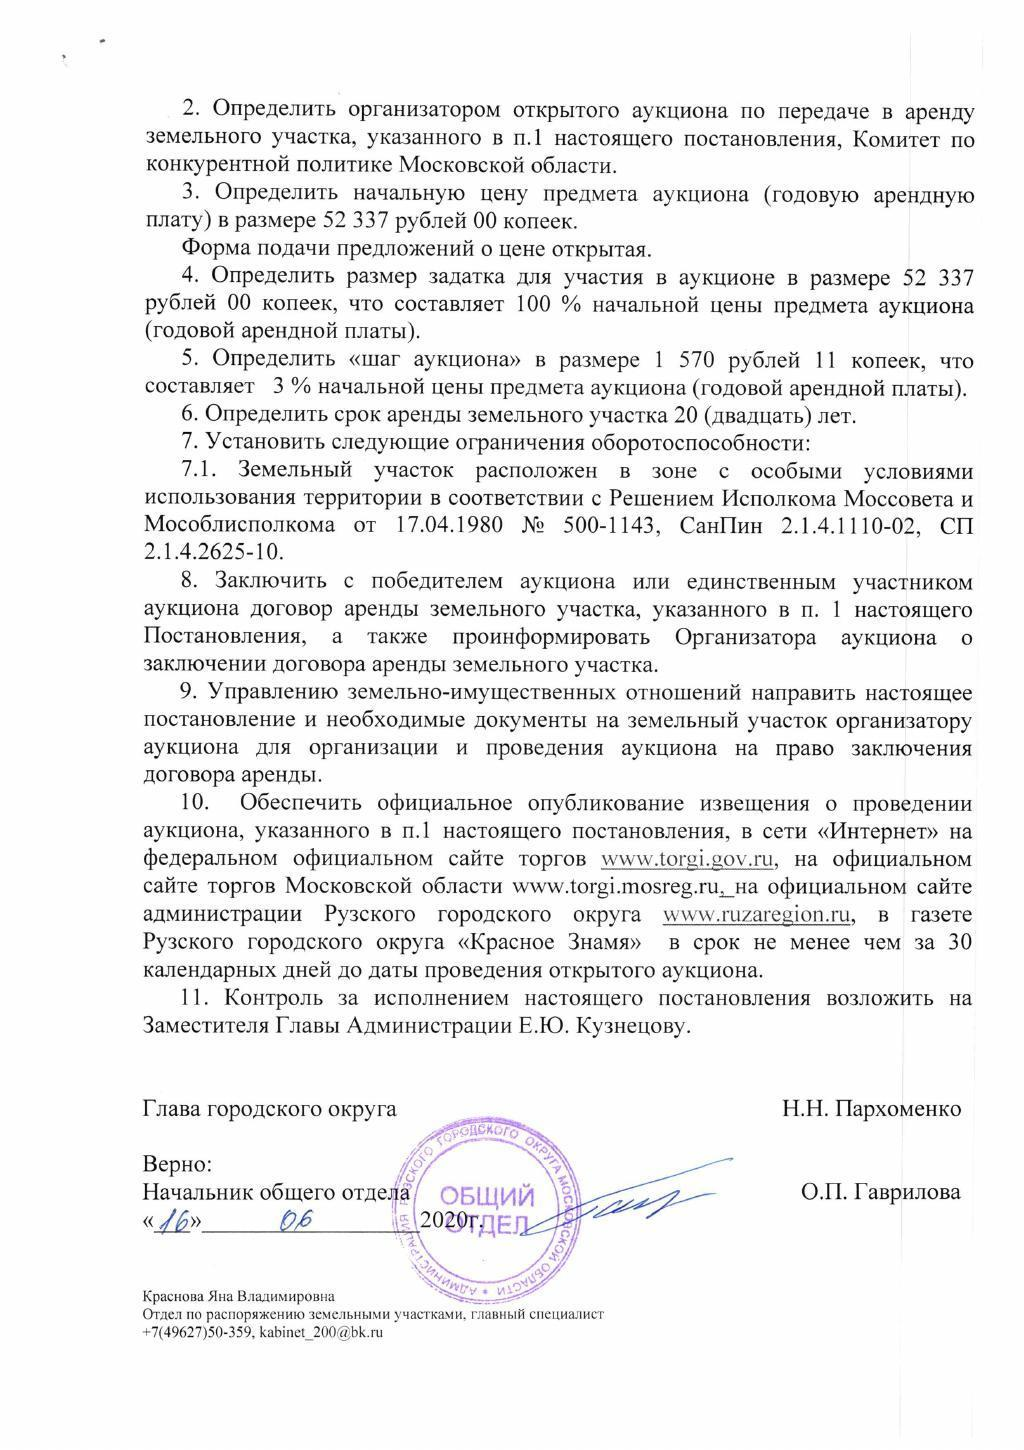 2. Определить организатором открытого аукциона по передаче в аренду
земельного участка, указанного в п.1 настоящего постановления, Комитет по
конкурентной политике Московской области.
3. Определить начальную цену предмета аукциона (годовую арендную
плату) в размере 52 337 рублей 00 копеек.
Форма подачи предложений о цене открытая.
4. Определить размер задатка для участия в аукционе в размере 52 337
рублей 00 копеек, что составляет 100 % начальной цены предмета аукциона
(годовой арендной платы).
5. Определить «шаг аукциона» в размере 1 570 рублей 11 копеек, что
составляет 3 % начальной цены предмета аукциона (годовой арендной платы).
6. Определить срок аренды земельного участка 20 (двадцать) лет.
7. Установить следующие ограничения оборотоспособности:
7.1. Земельный участок расположен в зоне с особыми условиями
использования территории в соответствии с Решением Исполкома Моссовета и
Мособлисполкома от 17.04.1980 № 500-1143, СанПин 2.1.4.1110-02, СП
2.1.4.2625-10.
8. Заключить с победителем аукциона или единственным участником
аукциона договор аренды земельного участка, указанного в п. 1 настоящего
Постановления, а также проинформировать Организатора аукциона о
заключении договора аренды земельного участка.
9. Управлению земельно-имущественных отношений направить настоящее
постановление и необходимые документы на земельный участок организатору
аукциона для организации и проведения аукциона на право заключения
договора аренды.
10. Обеспечить официальное опубликование извещения о проведении
аукциона, указанного в п.1 настоящего постановления, в сети «Интернет» на
федеральном официальном сайте торгов www.torgi.gov.ru, на официальном
сайте торгов Московской области www.torgi.mosreg.ru, на официальном сайте
администрации Рузского городского округа www.ruzaregion.ru, в газете
Рузского городского округа «Красное Знамя» в срок не менее чем за 30
календарных дней до даты проведения открытого аукциона.
11. Контроль за исполнением настоящего постановления возложить на
Заместителя Главы Администрации Е.Ю. Кузнецову.
Глава городского округа Н.Н. Пархоменко
Верно:
Начальник общего отдела О.П. Гаврилова
«16» 06 2020г.
АДМИНИСТРАЦИЯ РУЗСКОГО ГОРОДСКОГО ОКРУГА МОСКОВСКОЙ ОБЛАСТИ *
ОБЩИЙ
ОТДЕЛ
Краснова Яна Владимировна
Отдел по распоряжению земельными участками, главный специалист
+7(49627)50-359, kabinet_200@bk.ru